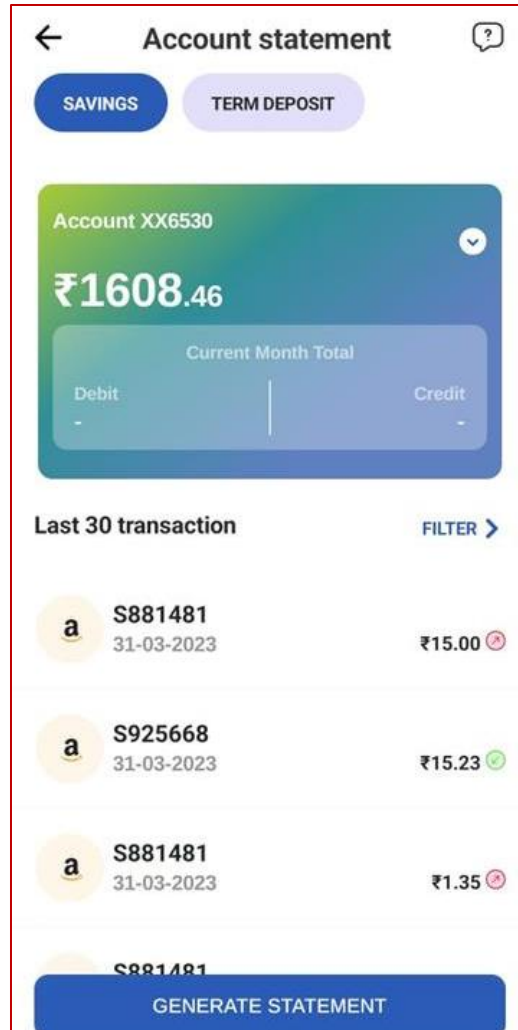 Account statement
SAVINGS TERM DEPOSIT
Account XX6530
₹1608.46
Current Month Total
Debit Credit
- -
Last 30 transaction FILTER
a S881481
31-03-2023 ₹15.00
a S925668
31-03-2023 ₹15.23
a S881481
31-03-2023 ₹1.35
S881481
GENERATE STATEMENT